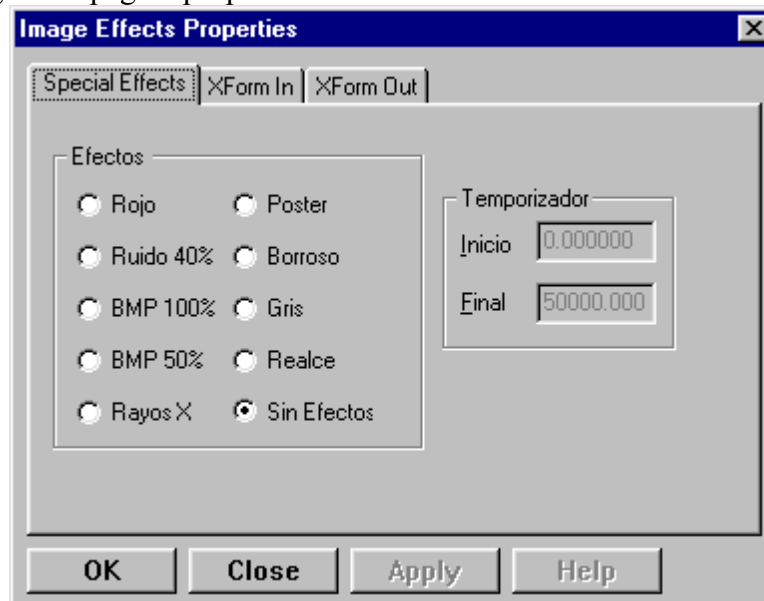 Image Effects Properties
Special Effects XForm In XForm Out
Efectos
Rojo Poster
Ruido 40% Borroso
BMP 100% Gris
BMP 50% Realce
Rayos X Sin Efectos
Temporizador
Inicio 0.000000
Final 50000.000
OK Close Apply Help